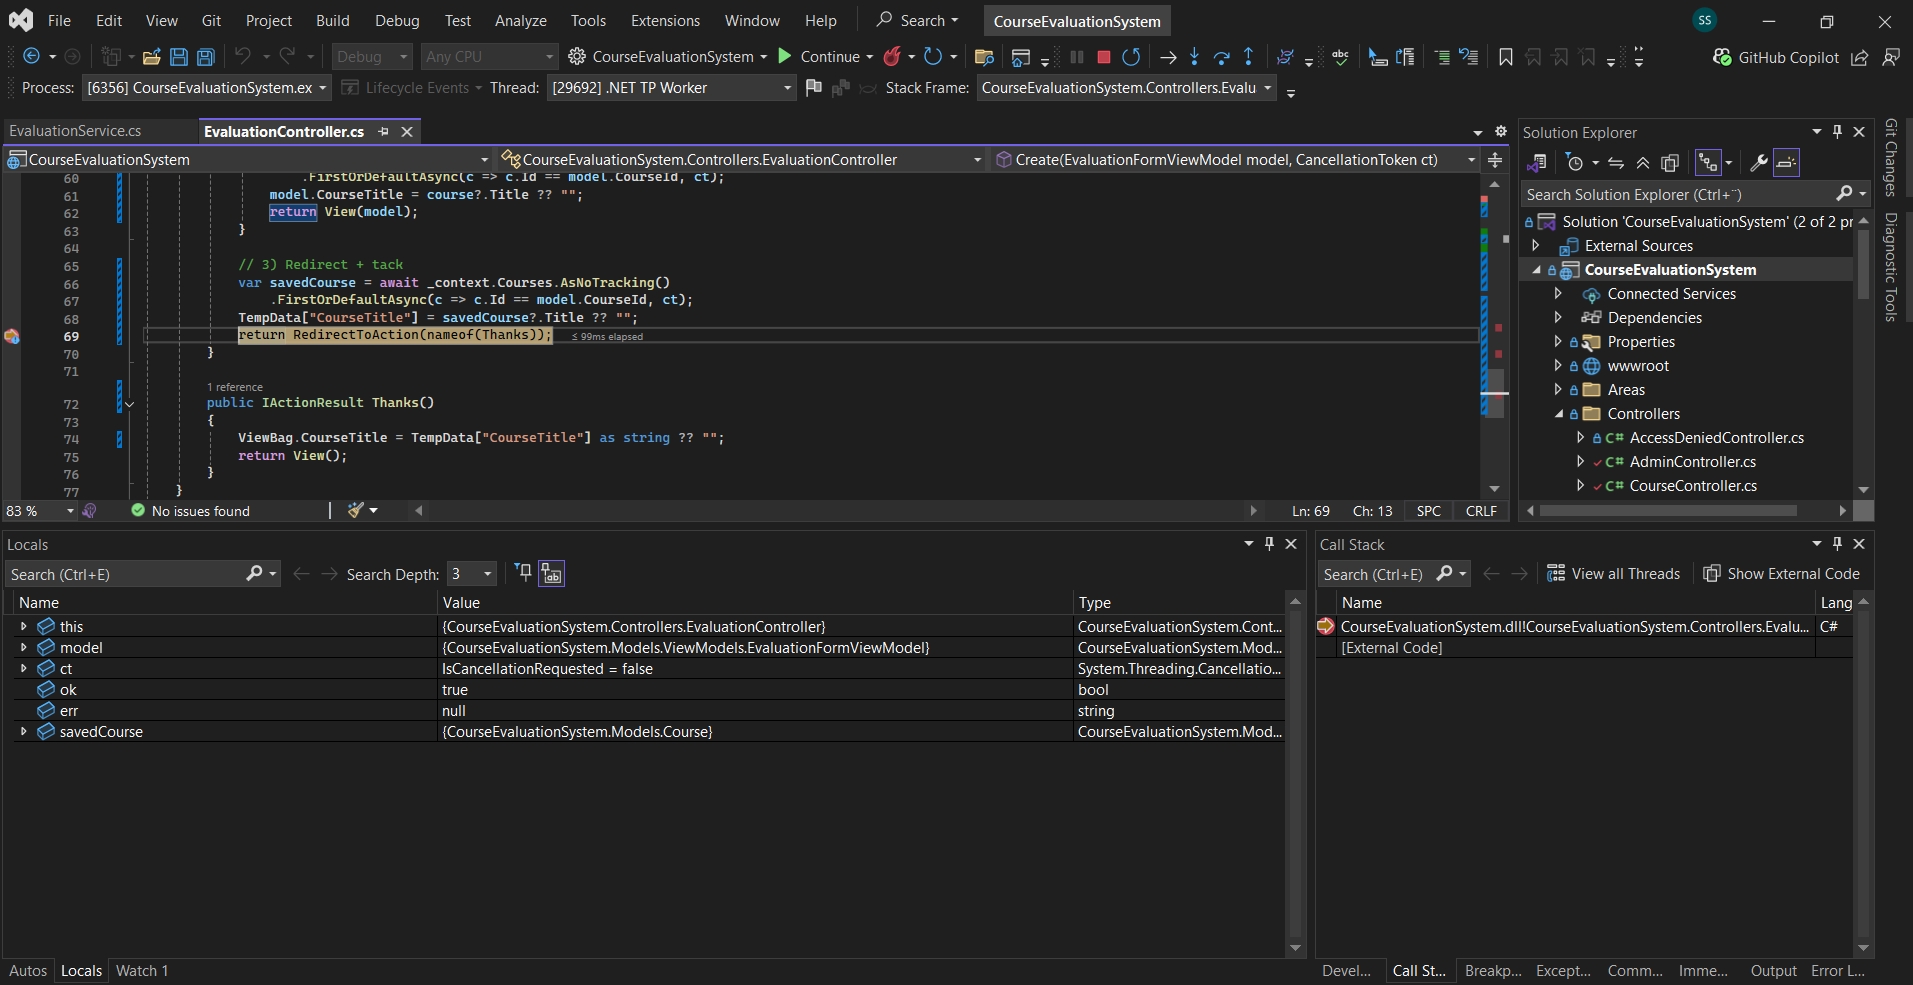 File Edit View Git Project Build Debug Test Analyze Tools Extensions Window Help Search CourseEvaluationSystem SS
Debug Any CPU CourseEvaluationSystem Continue GitHub Copilot
Process: [6356] CourseEvaluationSystem.ex Lifecycle Events Thread: [29692] .NET TP Worker Stack Frame: CourseEvaluationSystem.Controllers.Evalu
EvaluationService.cs EvaluationController.cs
CourseEvaluationSystem CourseEvaluationSystem.Controllers.EvaluationController Create(EvaluationFormViewModel model, CancellationToken ct)
60 .FirstOrDefaultAsync(c => c.Id == model.CourseId, ct);
61 model.CourseTitle = course?.Title ?? "";
62 return View(model);
63 }
64
65 // 3) Redirect + tack
66 var savedCourse = await _context.Courses.AsNoTracking()
67 .FirstOrDefaultAsync(c => c.Id == model.CourseId, ct);
68 TempData["CourseTitle"] = savedCourse?.Title ?? "";
69 return RedirectToAction(nameof(Thanks)); ≤ 99ms elapsed
70 }
71
1 reference
72 public IActionResult Thanks()
73 {
74 ViewBag.CourseTitle = TempData["CourseTitle"] as string ?? "";
75 return View();
76 }
77 }
83 % No issues found Ln: 69 Ch: 13 SPC CRLF
Solution Explorer
Search Solution Explorer (Ctrl+¨)
Solution 'CourseEvaluationSystem' (2 of 2 pr
External Sources
CourseEvaluationSystem
Connected Services
Dependencies
Properties
wwwroot
Areas
Controllers
C# AccessDeniedController.cs
C# AdminController.cs
C# CourseController.cs
Git Changes
Diagnostic Tools
Locals
Search (Ctrl+E) Search Depth: 3
Name Value Type
this {CourseEvaluationSystem.Controllers.EvaluationController} CourseEvaluationSystem.Cont...
model {CourseEvaluationSystem.Models.ViewModels.EvaluationFormViewModel} CourseEvaluationSystem.Mod...
ct IsCancellationRequested = false System.Threading.Cancellatio...
ok true bool
err null string
savedCourse {CourseEvaluationSystem.Models.Course} CourseEvaluationSystem.Mod...
Autos Locals Watch 1
Call Stack
Search (Ctrl+E) View all Threads Show External Code
Name Lang
CourseEvaluationSystem.dll!CourseEvaluationSystem.Controllers.Evalu... C#
[External Code]
Devel... Call St... Breakp... Except... Comm... Imme... Output Error L...